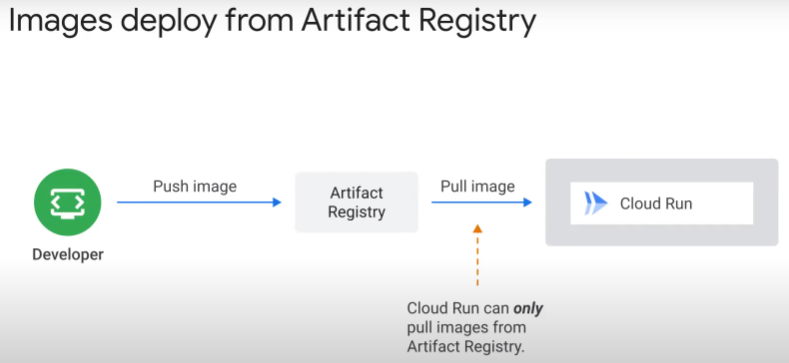 Images deploy from Artifact Registry
Push image
Artifact
Registry
Pull image
Cloud Run
Developer
Cloud Run can only
pull images from
Artifact Registry.